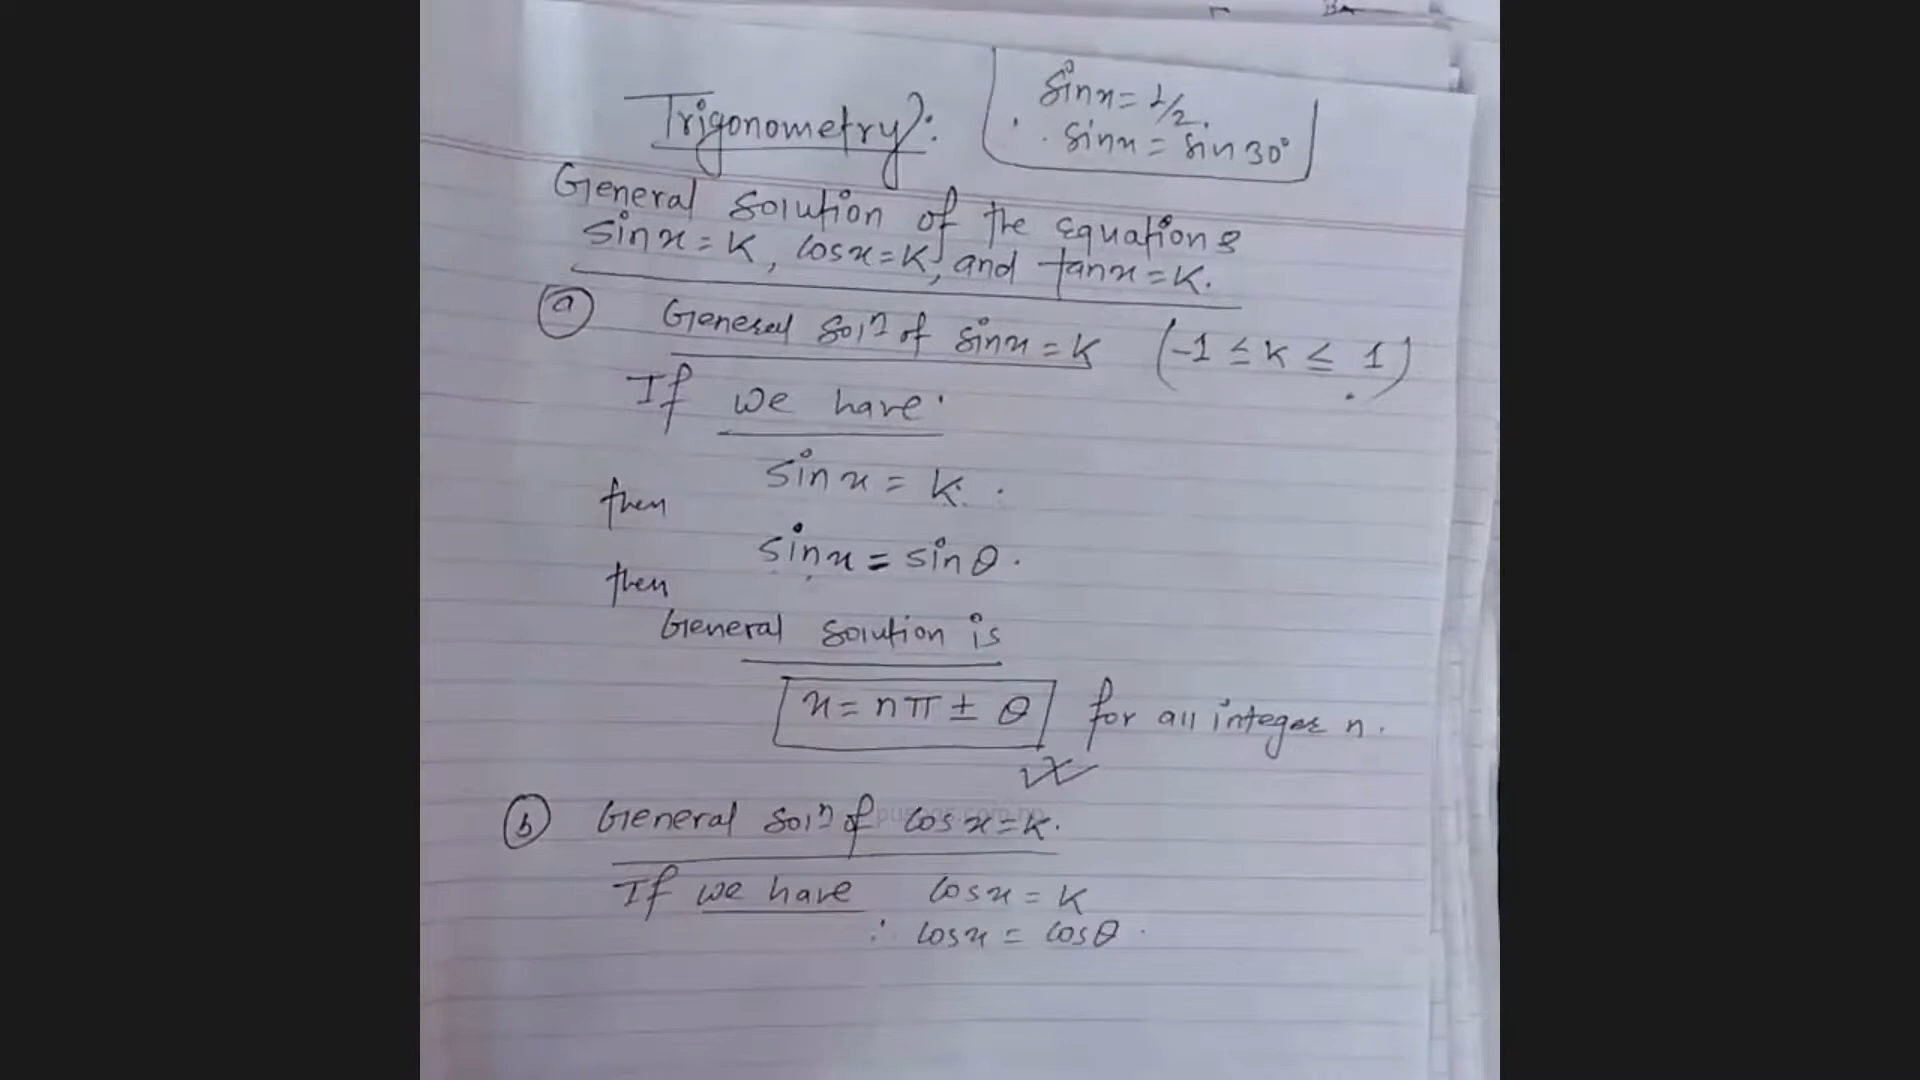 sinx = 1/2.
∴ sinx = sin 30°
Trigonometry:
General Solution of the Equations
sinx = K, cosx = K, and tanx = K.
(a) General Solⁿ of sinx = K (-1 ≤ K ≤ 1)
If we have
sinx = K.
then
sinx = sinθ.
then
General Solution is
x = nπ ± θ for all integer n.
(b) General Solⁿ of cosx = K.
If we have cosx = K
∴ cosx = cosθ.